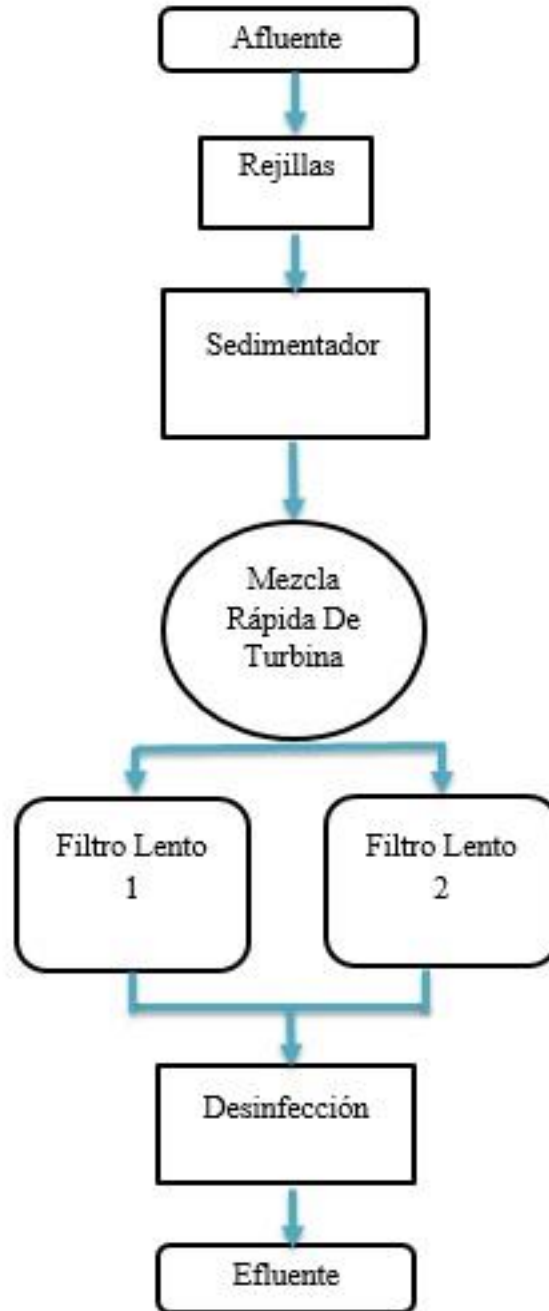 Afluente
Rejillas
Sedimentador
Mezcla
Rápida De
Turbina
Filtro Lento
1
Filtro Lento
2
Desinfección
Efluente